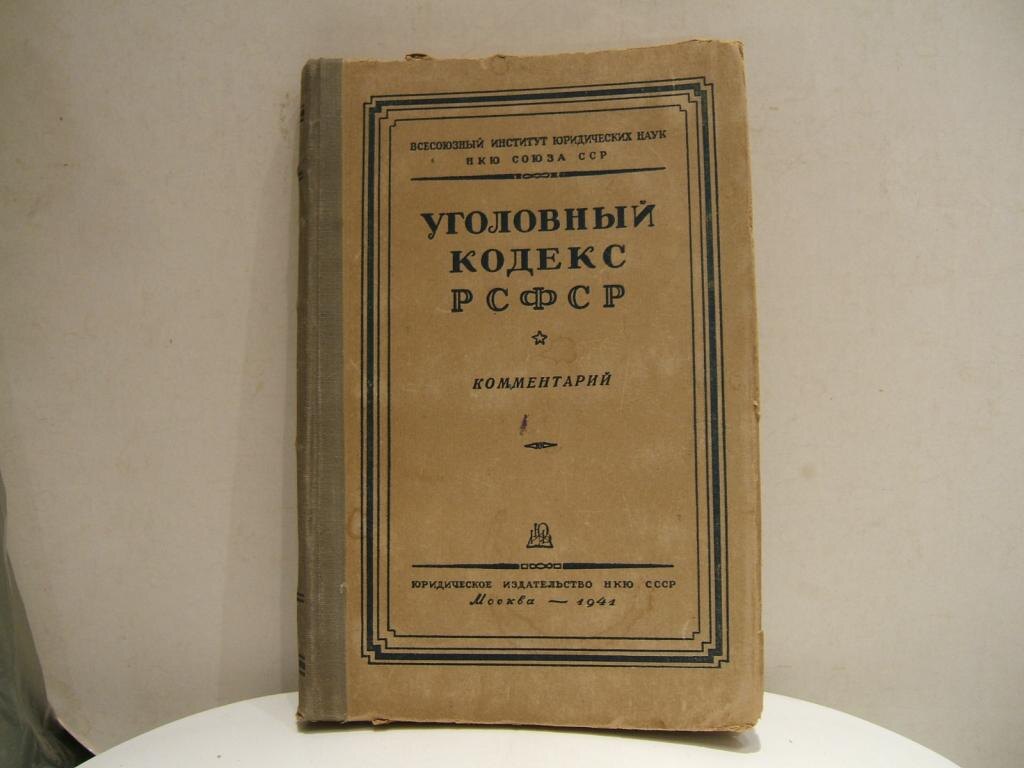 ВСЕСОЮЗНЫЙ ИНСТИТУТ ЮРИДИЧЕСКИХ НАУК
НКЮ СОЮЗА ССР
УГОЛОВНЫЙ
КОДЕКС
РСФСР
КОММЕНТАРИЙ
ЮРИДИЧЕСКОЕ ИЗДАТЕЛЬСТВО НКЮ СССР
Москва — 1941